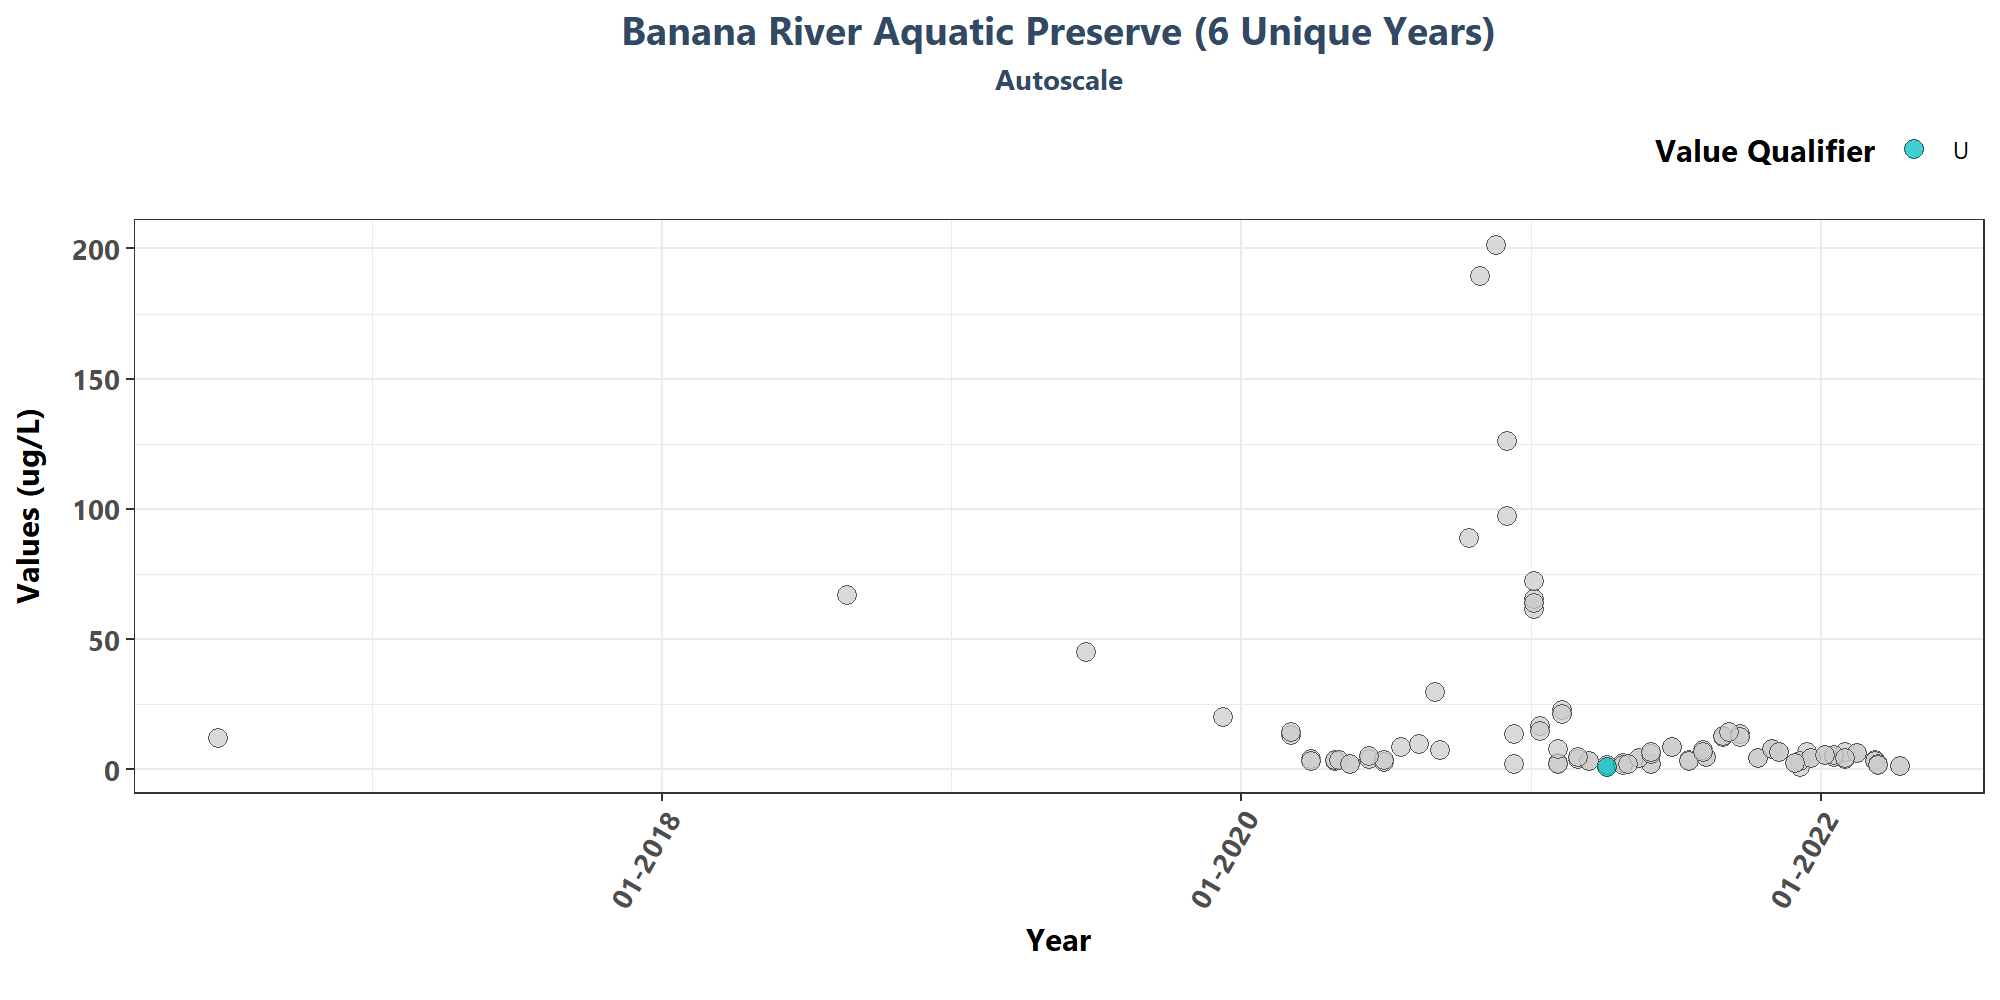 Banana River Aquatic Preserve (6 Unique Years)
Autoscale
Value Qualifier U
Values (ug/L)
200
150
100
50
0
01-2018
01-2020
01-2022
Year